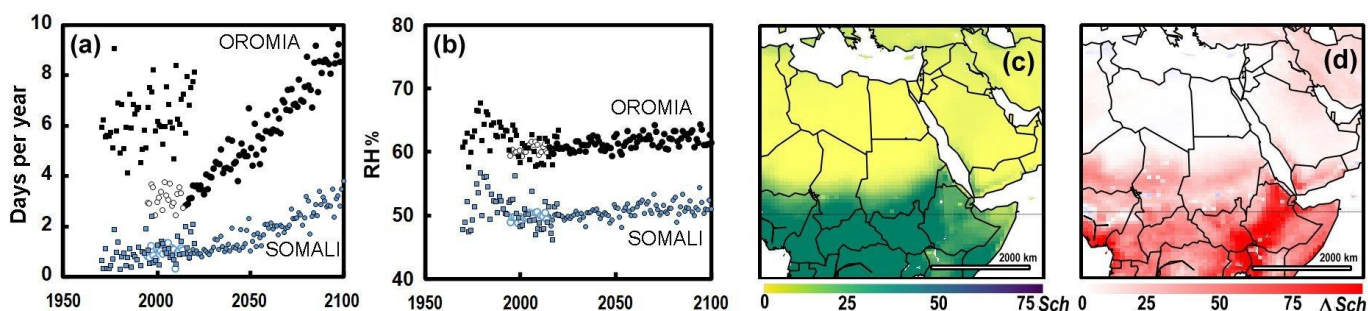 (a)
OROMIA
SOMALI
Days per year
10
8
6
4
2
0
1950
2000
2050
2100
(b)
OROMIA
SOMALI
RH%
80
70
60
50
40
1950
2000
2050
2100
(c)
2000 km
0 25 50 75 Sch
(d)
2000 km
0 25 50 75 Δ Sch